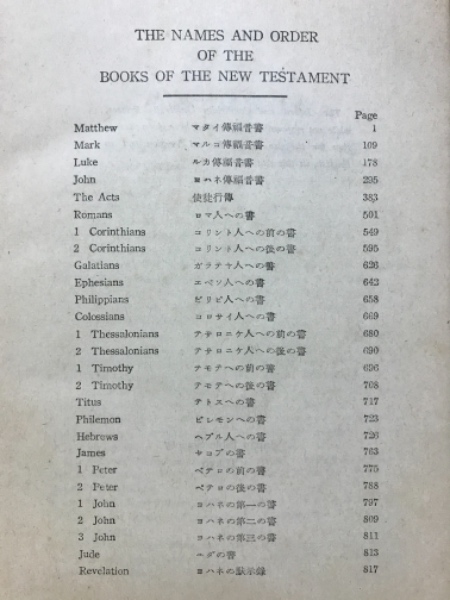 THE NAMES AND ORDER
OF THE
BOOKS OF THE NEW TESTAMENT
Page
Matthew マタイ傳福音書 1
Mark マルコ傳福音書 109
Luke ルカ傳福音書 178
John ヨハネ傳福音書 295
The Acts 使徒行傳 383
Romans ロマ人への書 501
1 Corinthians コリント人への前の書 549
2 Corinthians コリント人への後の書 595
Galatians ガラテヤ人への書 626
Ephesians エペソ人への書 643
Philippians ピリピ人への書 658
Colossians コロサイ人への書 669
1 Thessalonians テサロニケ人への前の書 680
2 Thessalonians テサロニケ人への後の書 690
1 Timothy テモテへの前の書 696
2 Timothy テモテへの後の書 708
Titus テトスへの書 717
Philemon ピレモンへの書 723
Hebrews ヘブル人への書 726
James ヤコブの書 763
1 Peter ペテロの前の書 775
2 Peter ペテロの後の書 788
1 John ヨハネの第一の書 797
2 John ヨハネの第二の書 809
3 John ヨハネの第三の書 811
Jude ユダの書 813
Revelation ヨハネの黙示錄 817